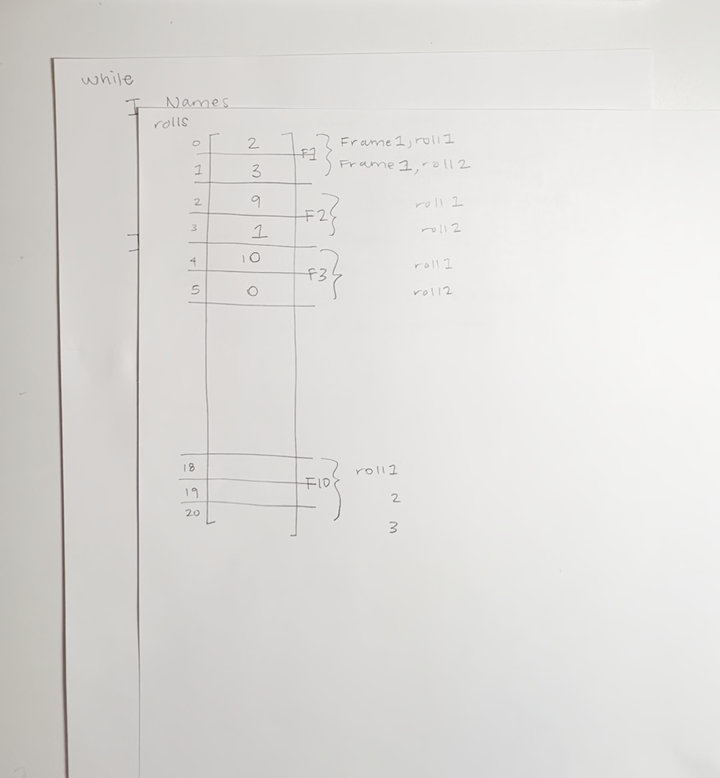 while
I Names
rolls
0 2 F1 Frame 1, roll 1
1 3 Frame 1, roll 2
2 9 F2 roll 1
3 1 roll 2
4 10 F3 roll 1
5 0 roll 2
18 F10 roll 1
19 2
20 3